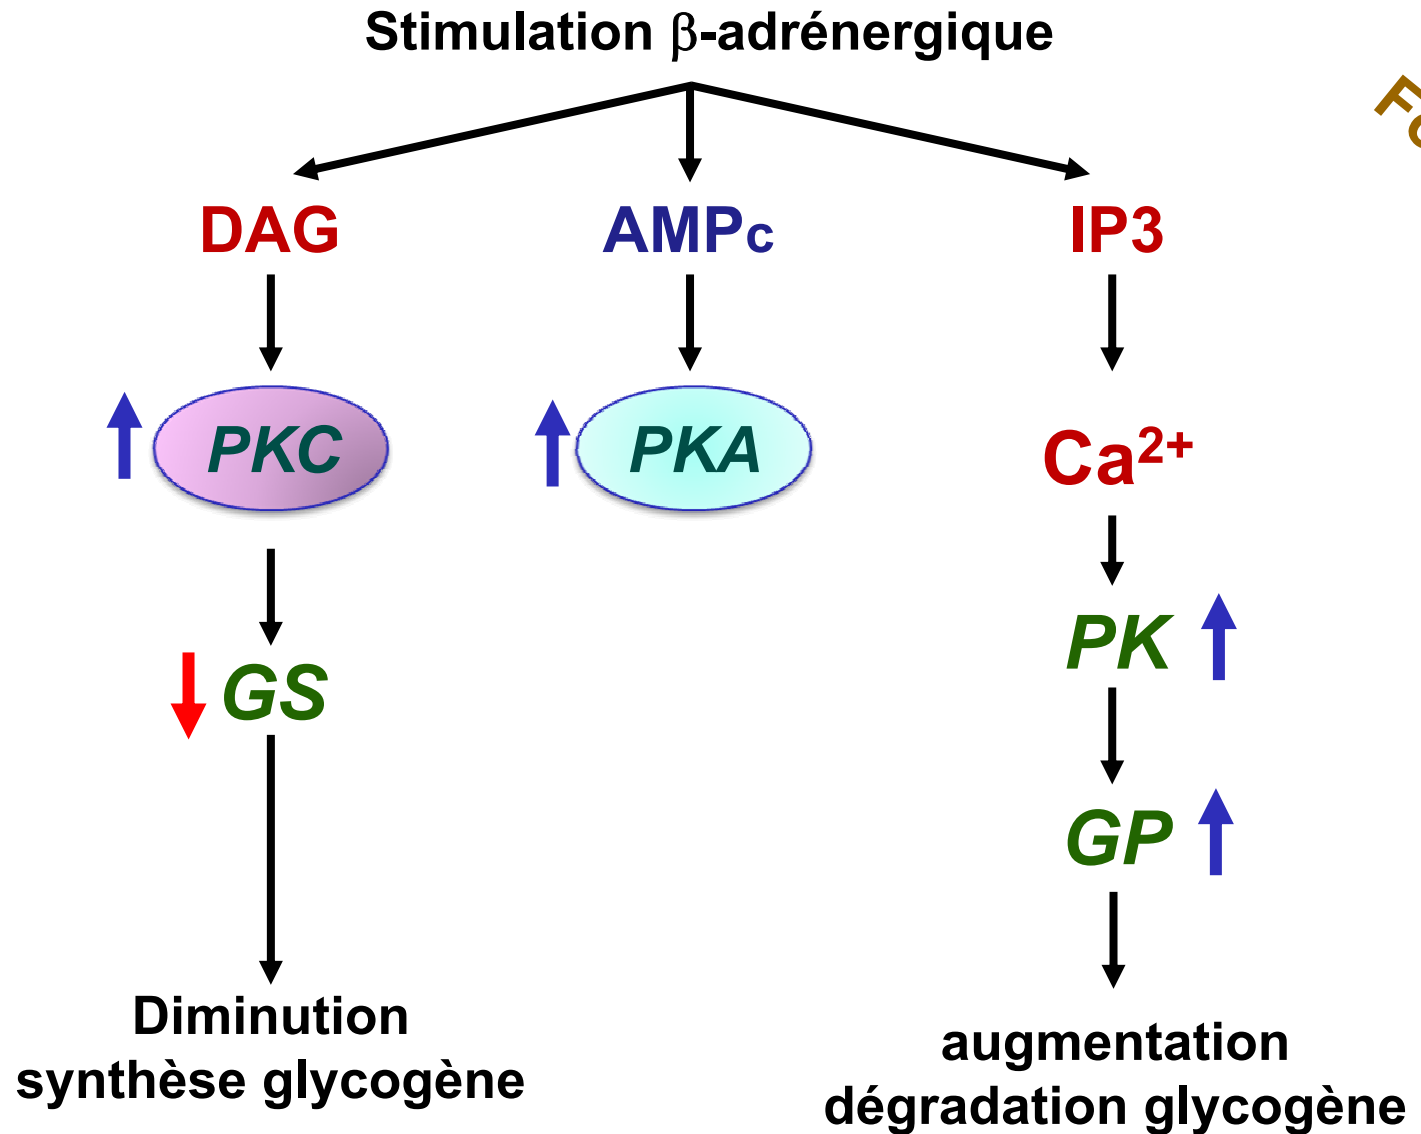 Stimulation β-adrénergique
DAG
AMPc
IP3
PKC
PKA
Ca²⁺
PK
GS
GP
Diminution
synthèse glycogène
augmentation
dégradation glycogène